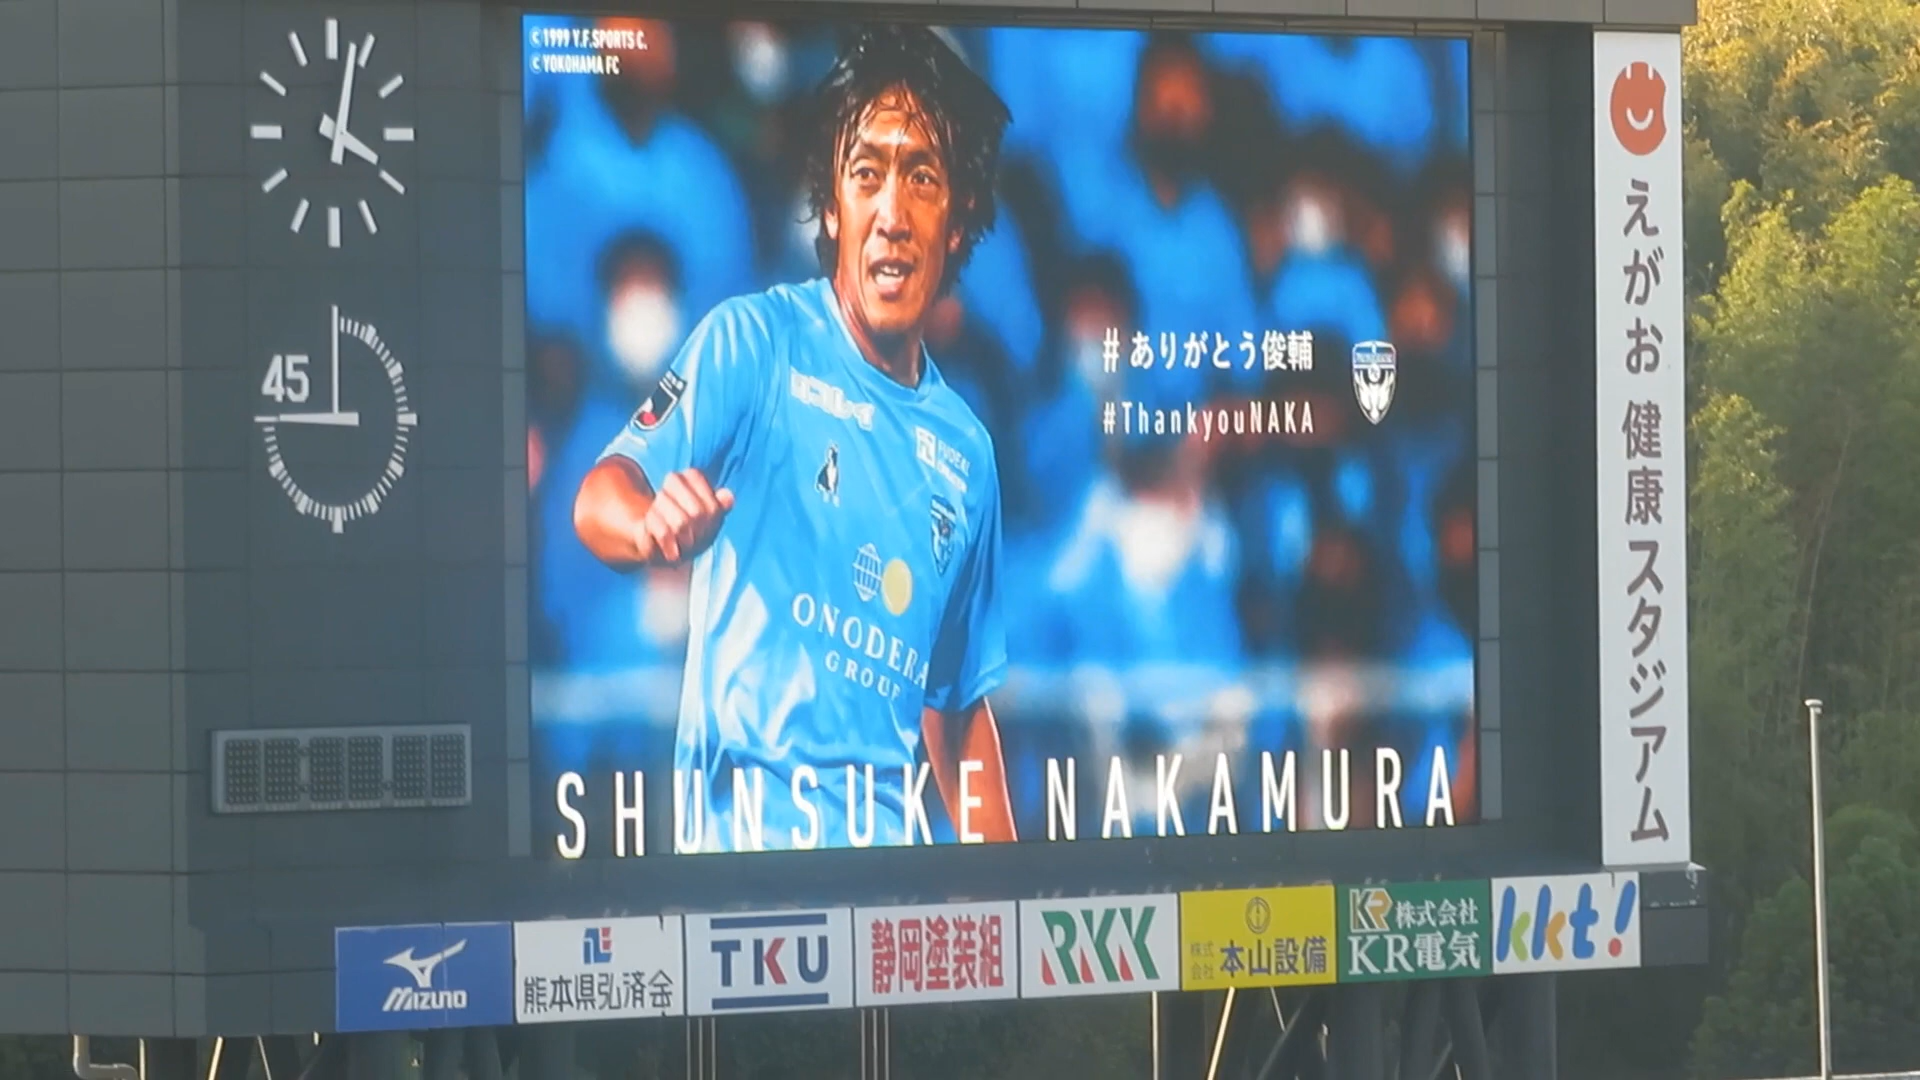 © 1999 Y.F.SPORTS C.
© YOKOHAMA FC
45
#ありがとう俊輔
#ThankyouNAKA
ONODERA
GROUP
SHUNSUKE NAKAMURA
えがお健康スタジアム
MIZUNO
熊本県弘済会
TKU
静岡塗装組
RKK
株式会社
本山設備
KR
株式会社
KR電気
kkt!